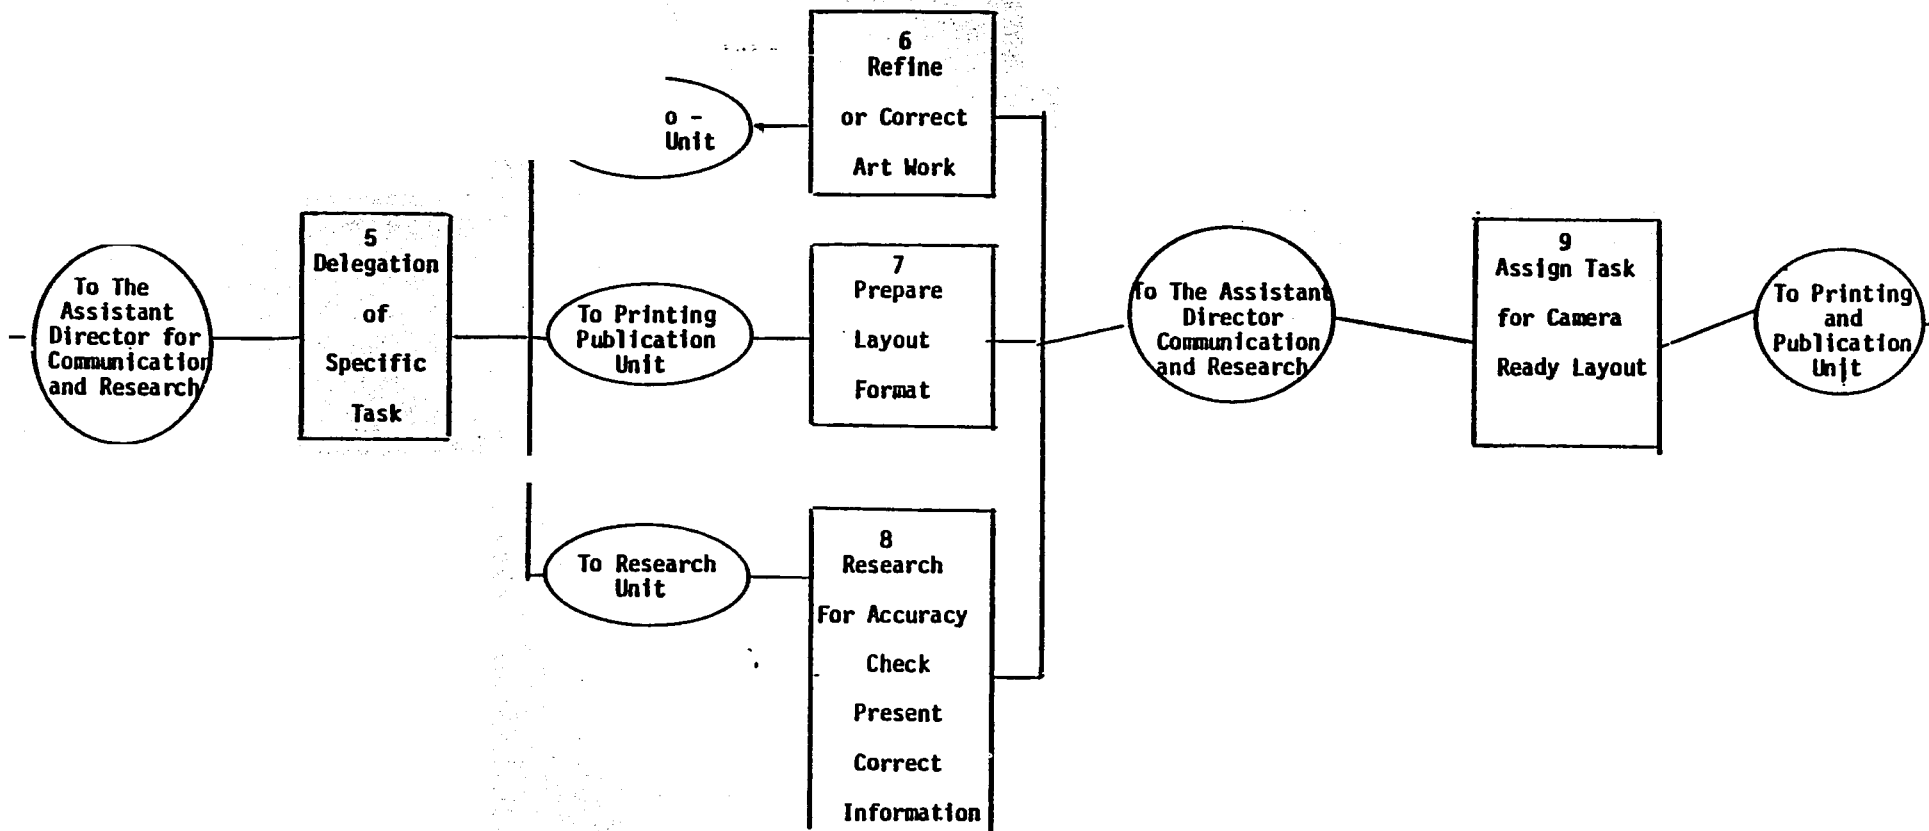 To The
Assistant
Director for
Communication
and Research
5
Delegation
of
Specific
Task
o -
Unit
To Printing
Publication
Unit
To Research
Unit
6
Refine
or Correct
Art Work
7
Prepare
Layout
Format
8
Research
For Accuracy
Check
Present
Correct
Information
To The Assistant
Director
Communication
and Research
9
Assign Task
for Camera
Ready Layout
To Printing
and
Publication
Unit